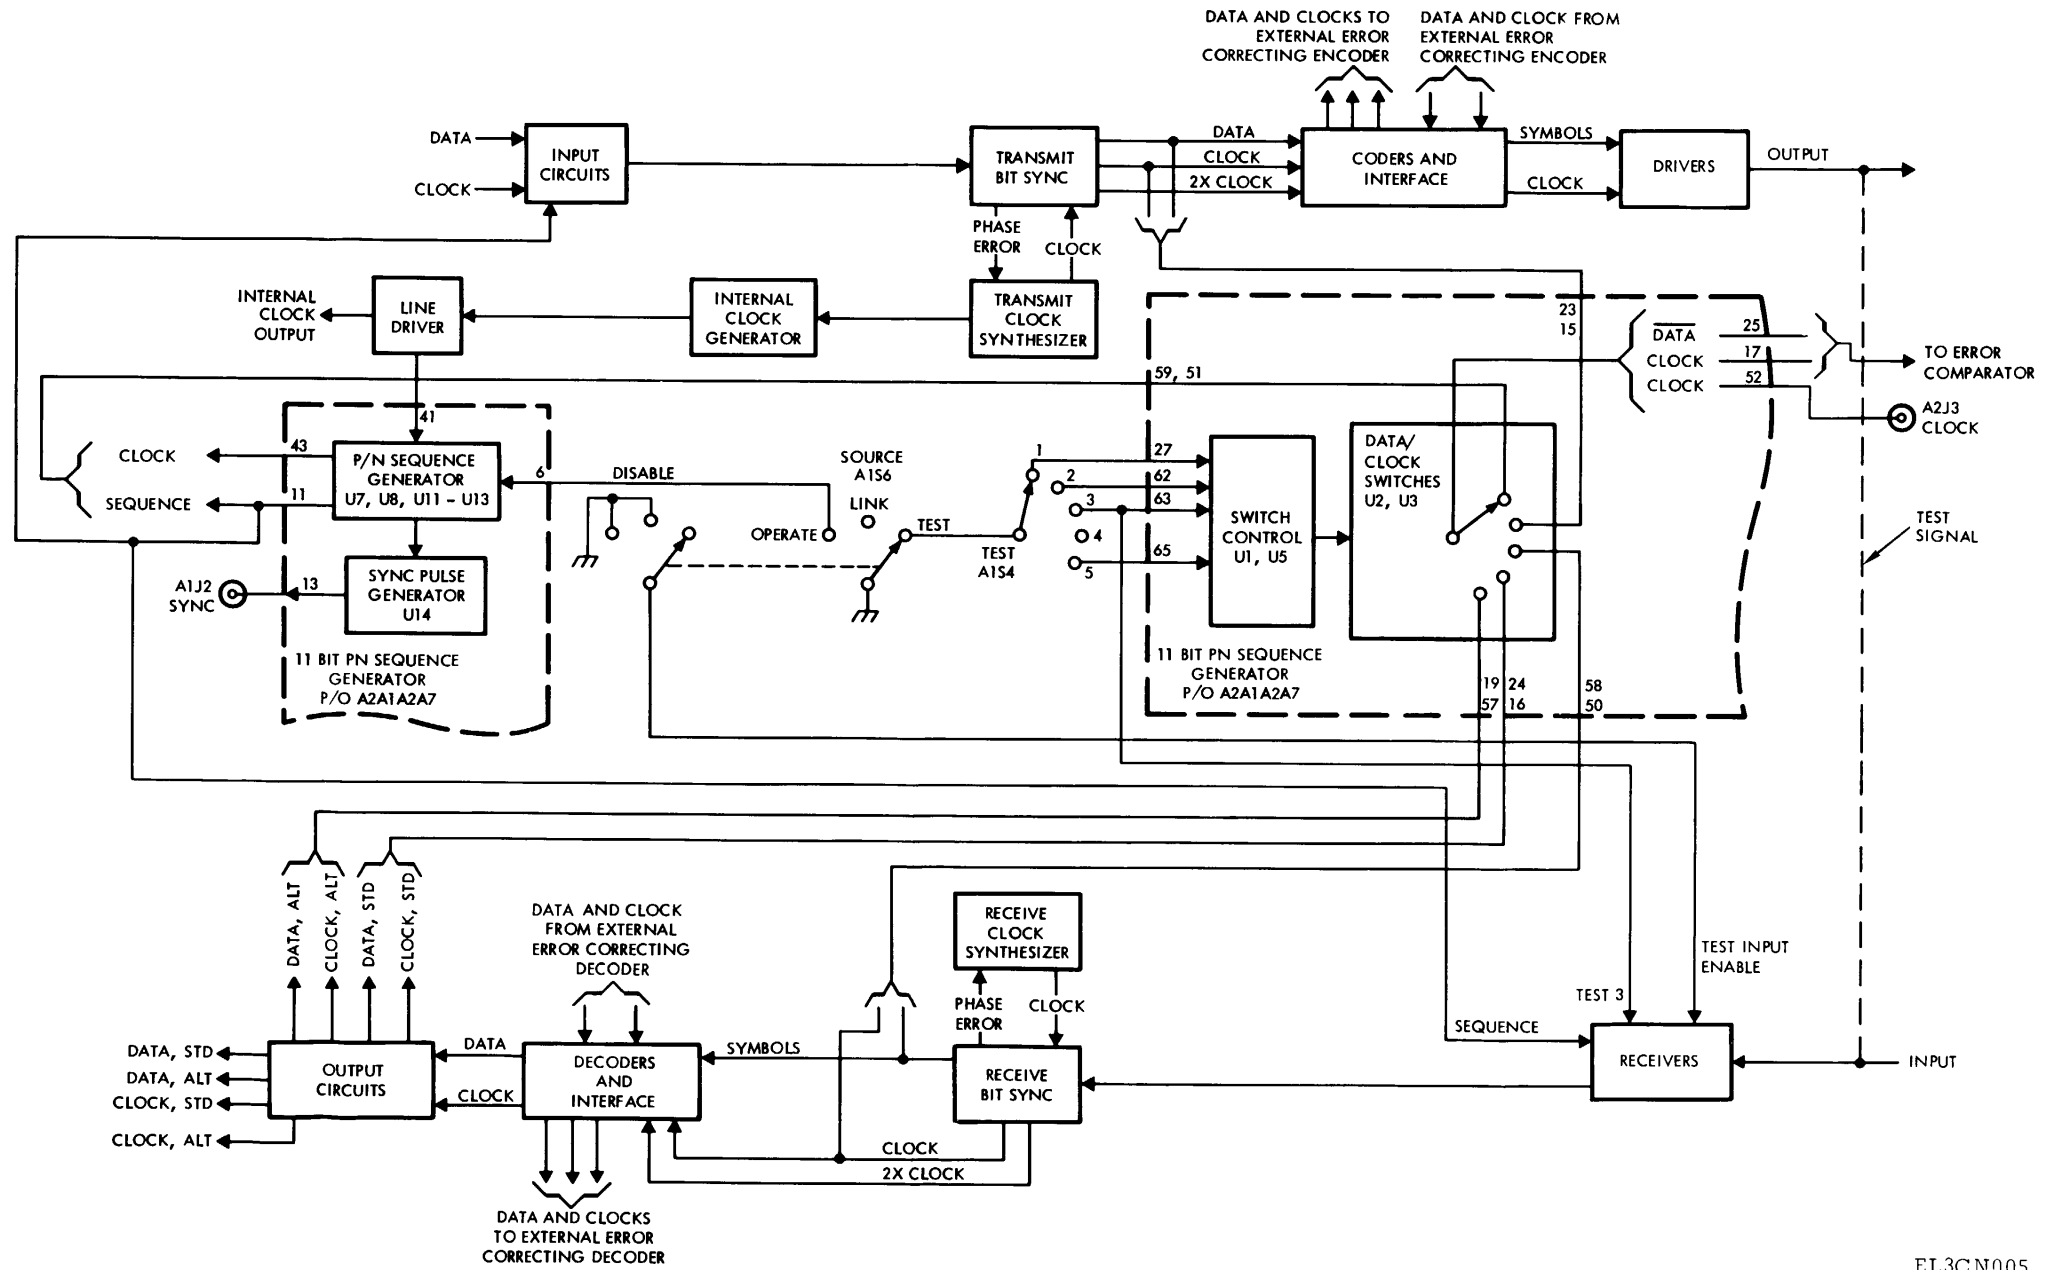 DATA AND CLOCKS TO
EXTERNAL ERROR
CORRECTING ENCODER
DATA AND CLOCK FROM
EXTERNAL ERROR
CORRECTING ENCODER
DATA
CLOCK
INPUT
CIRCUITS
TRANSMIT
BIT SYNC
DATA
CLOCK
2X CLOCK
CODERS AND
INTERFACE
SYMBOLS
CLOCK
DRIVERS
OUTPUT
PHASE
ERROR
CLOCK
INTERNAL
CLOCK
OUTPUT
LINE
DRIVER
INTERNAL
CLOCK
GENERATOR
TRANSMIT
CLOCK
SYNTHESIZER
23
15
DATA
CLOCK
CLOCK
25
17
52
TO ERROR
COMPARATOR
A2J3
CLOCK
59, 51
41
43
11
CLOCK
SEQUENCE
P/N SEQUENCE
GENERATOR
U7, U8, U11 - U13
6
DISABLE
SOURCE
A1S6
LINK
OPERATE
TEST
TEST
A1S4
1
2
3
4
5
27
62
63
65
SWITCH
CONTROL
U1, U5
DATA/
CLOCK
SWITCHES
U2, U3
TEST
SIGNAL
A1J2
SYNC
13
SYNC PULSE
GENERATOR
U14
11 BIT PN SEQUENCE
GENERATOR
P/O A2A1A2A7
11 BIT PN SEQUENCE
GENERATOR
P/O A2A1A2A7
19 24
57 16
58
50
DATA, ALT
CLOCK, ALT
DATA, STD
CLOCK, STD
DATA AND CLOCK
FROM EXTERNAL
ERROR CORRECTING
DECODER
RECEIVE
CLOCK
SYNTHESIZER
PHASE
ERROR
CLOCK
TEST INPUT
ENABLE
TEST 3
SEQUENCE
RECEIVERS
INPUT
DATA, STD
DATA, ALT
CLOCK, STD
CLOCK, ALT
OUTPUT
CIRCUITS
DATA
CLOCK
DECODERS
AND
INTERFACE
SYMBOLS
RECEIVE
BIT SYNC
CLOCK
2X CLOCK
DATA AND CLOCKS
TO EXTERNAL ERROR
CORRECTING DECODER
EL3CN005